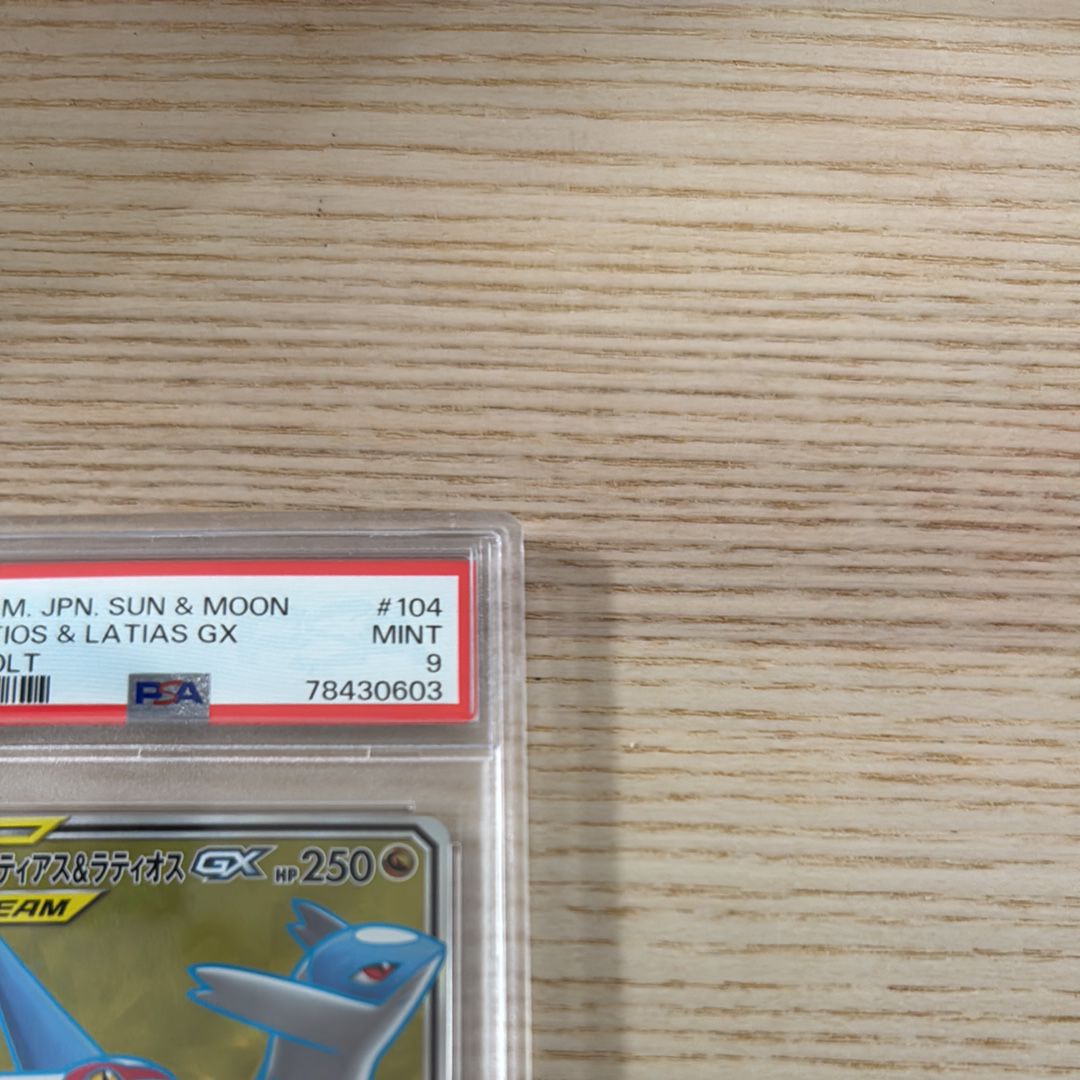 M. JPN. SUN & MOON #104
TIOS & LATIAS GX MINT
OLT 9
PSA 78430603
ティアス&ラティオス GX HP 250
EAM